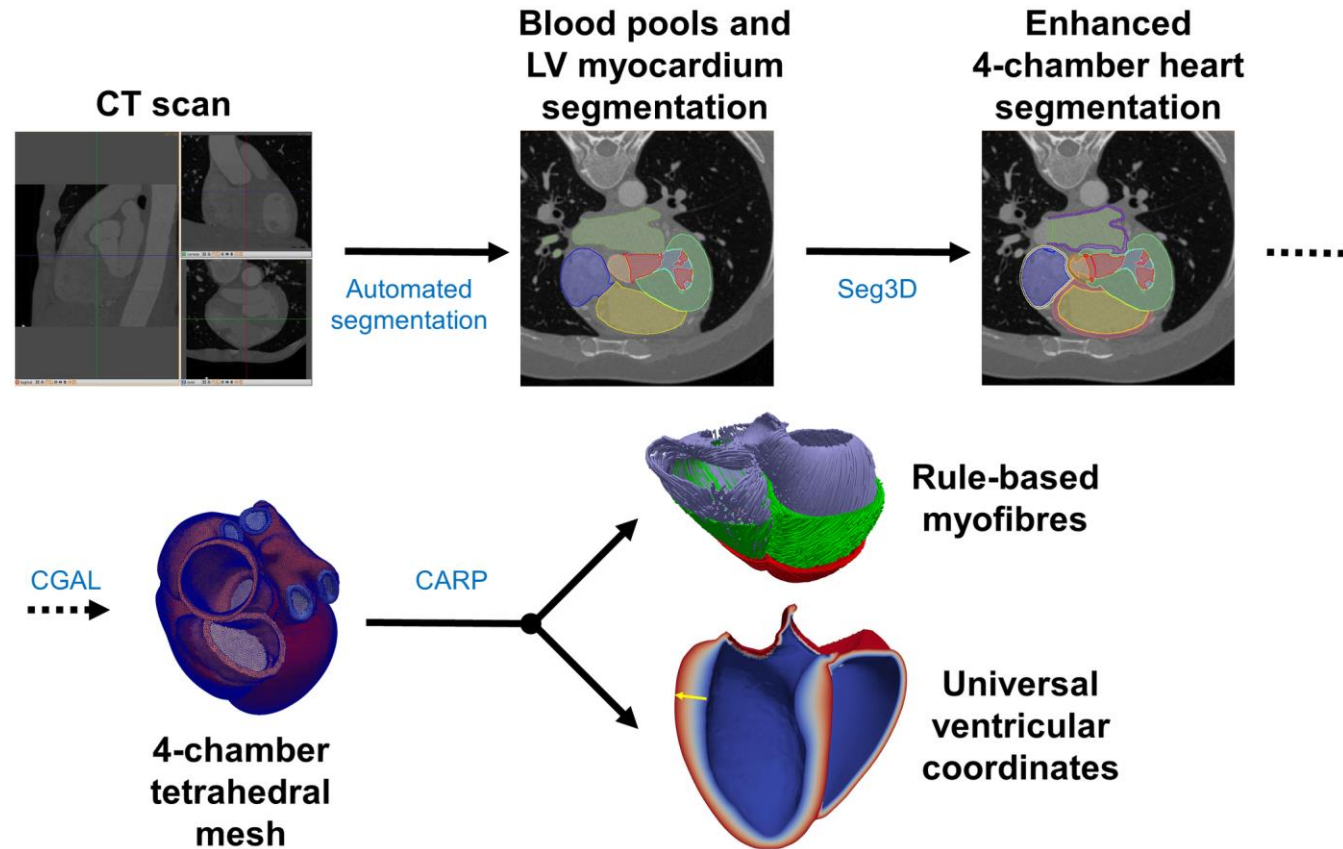 CT scan
Automated
segmentation
Blood pools and
LV myocardium
segmentation
Seg3D
Enhanced
4-chamber heart
segmentation
CGAL
4-chamber
tetrahedral
mesh
CARP
Rule-based
myofibres
Universal
ventricular
coordinates